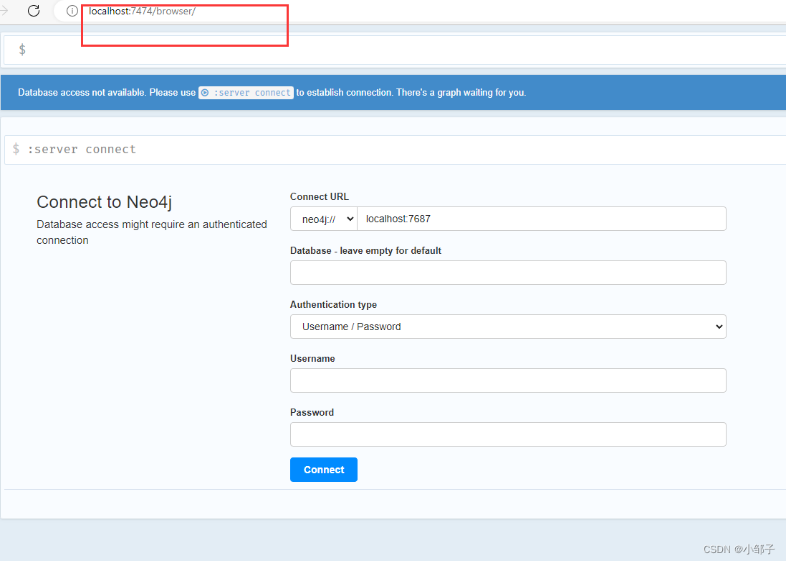 localhost:7474/browser/
$
Database access not available. Please use :server connect to establish connection. There's a graph waiting for you.
$ :server connect
Connect to Neo4j
Database access might require an authenticated
connection
Connect URL
neo4j:// localhost:7687
Database - leave empty for default
Authentication type
Username / Password
Username
Password
Connect
CSDN @小邹子